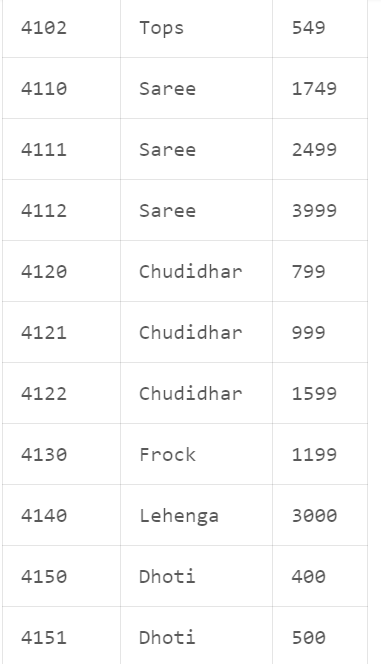 4102 Tops 549
4110 Saree 1749
4111 Saree 2499
4112 Saree 3999
4120 Chudidhar 799
4121 Chudidhar 999
4122 Chudidhar 1599
4130 Frock 1199
4140 Lehenga 3000
4150 Dhoti 400
4151 Dhoti 500